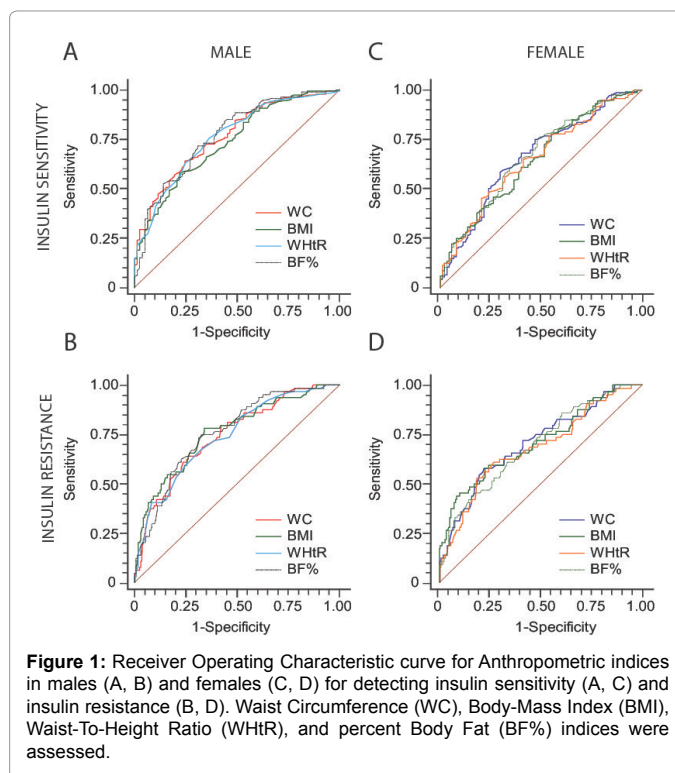 A
MALE
C
FEMALE
INSULIN SENSITIVITY
Sensitivity
1.00
0.75
0.50
0.25
0
WC
BMI
WHtR
BF%
0
0.25
0.50
0.75
1.00
1-Specificity
Sensitivity
1.00
0.75
0.50
0.25
0
WC
BMI
WHtR
BF%
0
0.25
0.50
0.75
1.00
1-Specificity
B
D
INSULIN RESISTANCE
Sensitivity
1.00
0.75
0.50
0.25
0
WC
BMI
WHtR
BF%
0
0.25
0.50
0.75
1.00
1-Specificity
Sensitivity
1.00
0.75
0.50
0.25
0
WC
BMI
WHtR
BF%
0
0.25
0.50
0.75
1.00
1-Specificity
Figure 1: Receiver Operating Characteristic curve for Anthropometric indices
in males (A, B) and females (C, D) for detecting insulin sensitivity (A, C) and
insulin resistance (B, D). Waist Circumference (WC), Body-Mass Index (BMI),
Waist-To-Height Ratio (WHtR), and percent Body Fat (BF%) indices were
assessed.